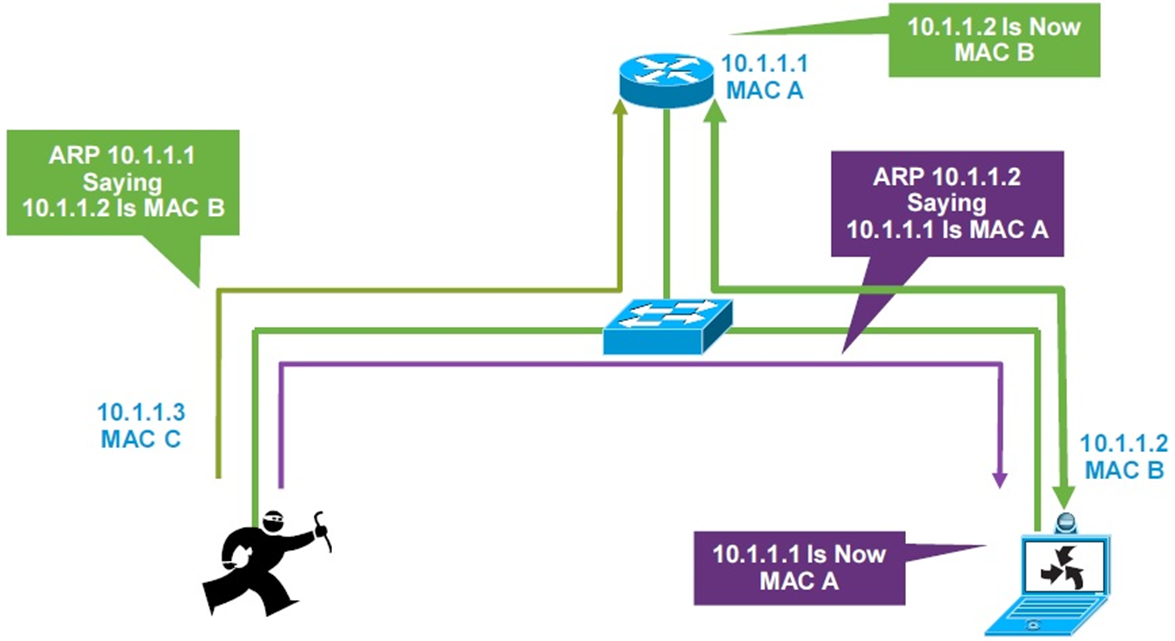 10.1.1.2 Is Now
MAC B
10.1.1.1
MAC A
ARP 10.1.1.1
Saying
10.1.1.2 Is MAC B
ARP 10.1.1.2
Saying
10.1.1.1 Is MAC A
10.1.1.3
MAC C
10.1.1.2
MAC B
10.1.1.1 Is Now
MAC A